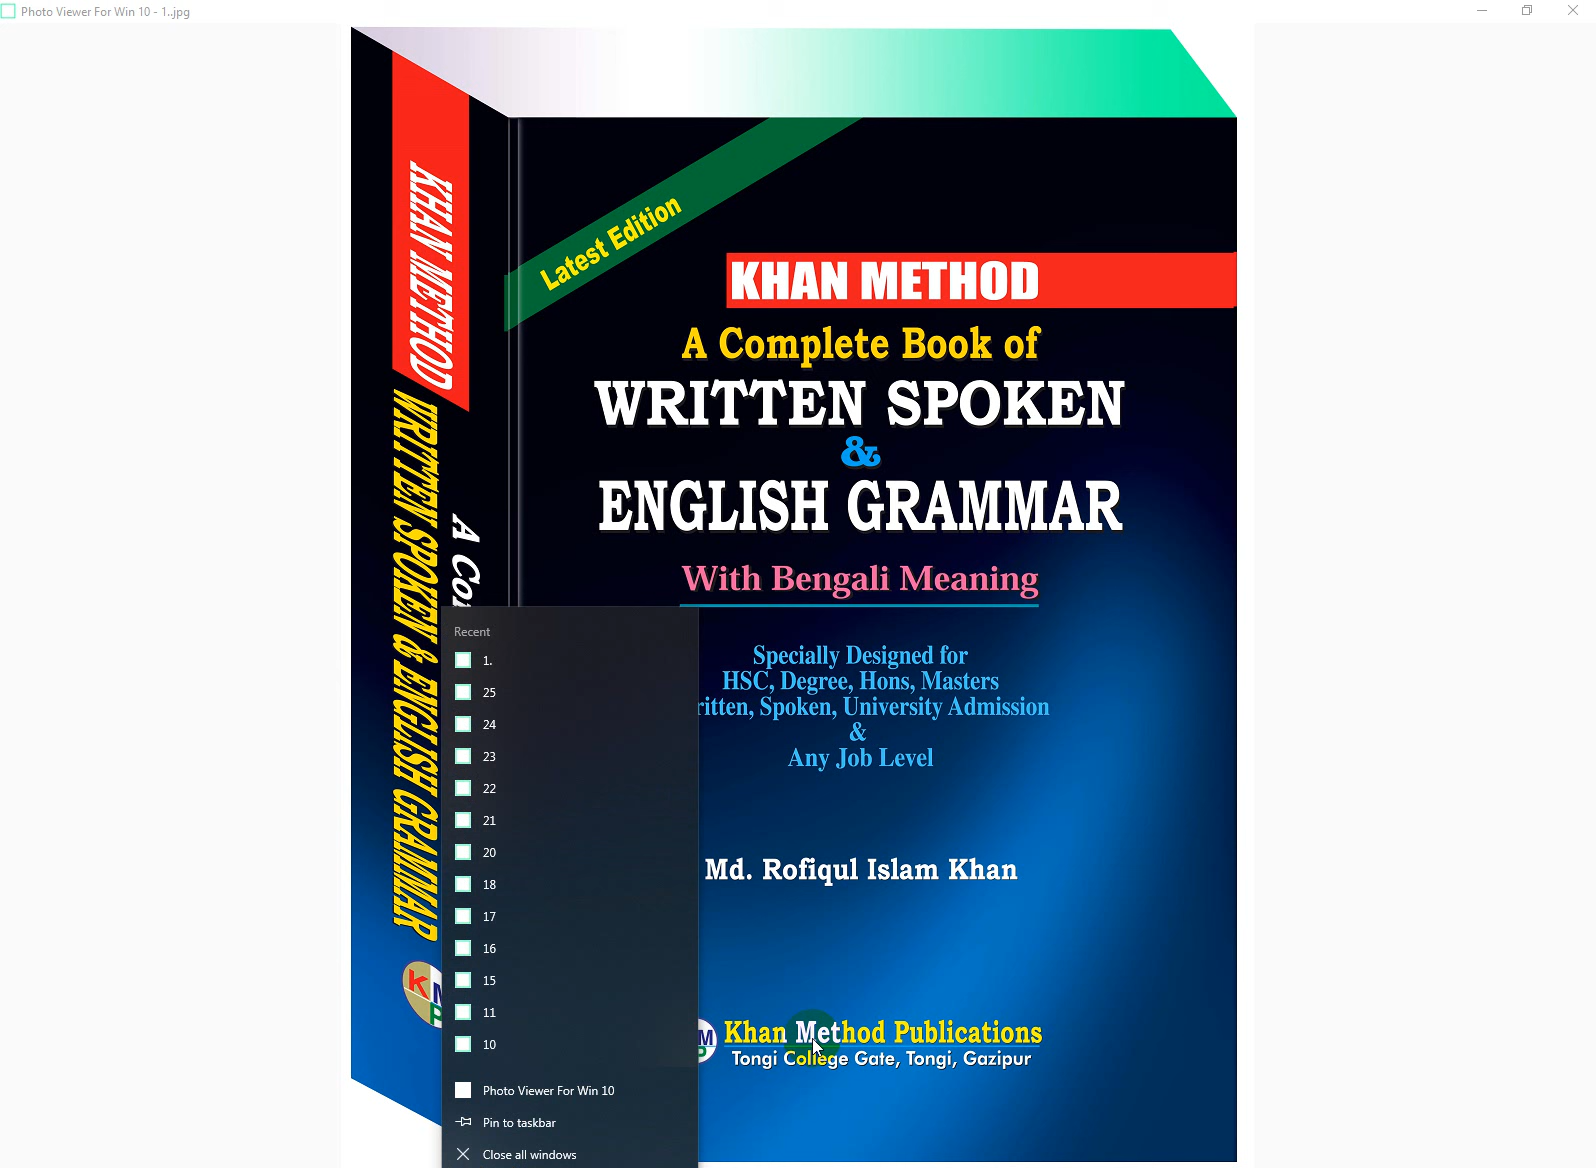 Photo Viewer For Win 10 - 1..jpg
Latest Edition
KHAN METHOD
A Complete Book of
WRITTEN SPOKEN
&
ENGLISH GRAMMAR
With Bengali Meaning
Specially Designed for
HSC, Degree, Hons, Masters
ritten, Spoken, University Admission
&
Any Job Level
Md. Rofiqul Islam Khan
Khan Method Publications
Tongi College Gate, Tongi, Gazipur
M
P
KHAN METHOD
WRITTEN SPOKEN & ENGLISH GRAMMAR
A Co
K
M
P
Recent
1.
25
24
23
22
21
20
18
17
16
15
11
10
Photo Viewer For Win 10
Pin to taskbar
Close all windows